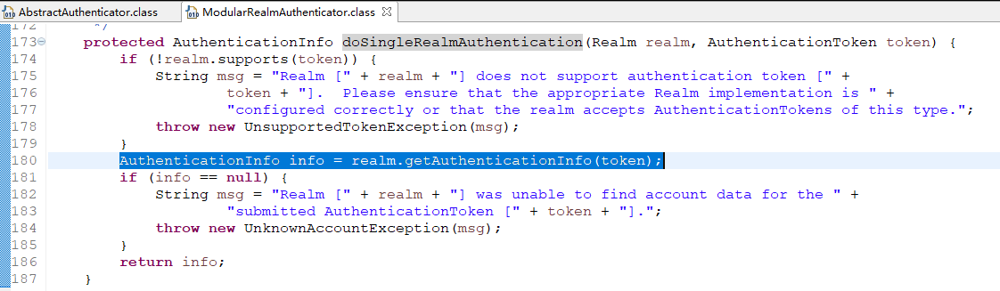 AbstractAuthenticator.class ModularRealmAuthenticator.class
172 */
173 protected AuthenticationInfo doSingleRealmAuthentication(Realm realm, AuthenticationToken token) {
174 if (!realm.supports(token)) {
175 String msg = "Realm [" + realm + "] does not support authentication token [" +
176 token + "].  Please ensure that the appropriate Realm implementation is " +
177 "configured correctly or that the realm accepts AuthenticationTokens of this type.";
178 throw new UnsupportedTokenException(msg);
179 }
180 AuthenticationInfo info = realm.getAuthenticationInfo(token);
181 if (info == null) {
182 String msg = "Realm [" + realm + "] was unable to find account data for the " +
183 "submitted AuthenticationToken [" + token + "].";
184 throw new UnknownAccountException(msg);
185 }
186 return info;
187 }